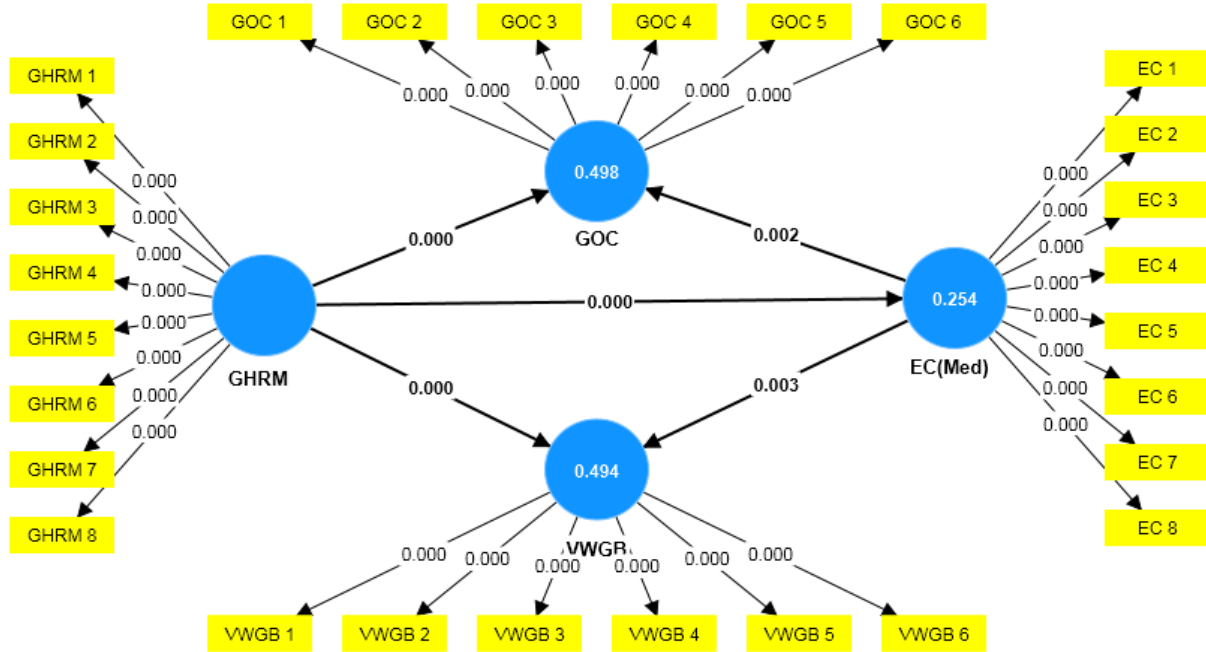 GOC 1
GOC 2
GOC 3
GOC 4
GOC 5
GOC 6
0.000
0.000
0.000
0.000
0.000
0.000
GHRM 1
GHRM 2
GHRM 3
GHRM 4
GHRM 5
GHRM 6
GHRM 7
GHRM 8
0.000
0.000
0.000
0.000
0.000
0.000
0.000
0.000
GHRM
0.498
GOC
0.000
0.002
0.000
0.000
0.003
0.254
EC(Med)
EC 1
EC 2
EC 3
EC 4
EC 5
EC 6
EC 7
EC 8
0.000
0.000
0.000
0.000
0.000
0.000
0.000
0.000
0.494
VWGB
0.000
0.000
0.000
0.000
0.000
0.000
VWGB 1
VWGB 2
VWGB 3
VWGB 4
VWGB 5
VWGB 6